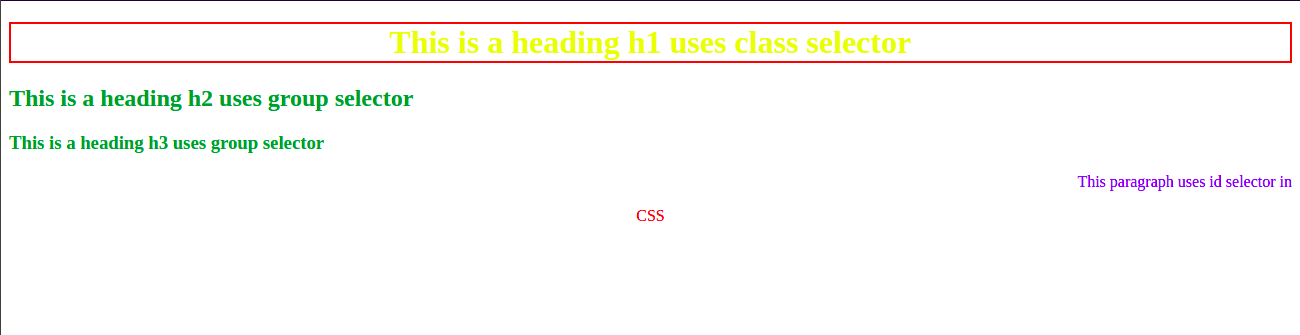 This is a heading h1 uses class selector
This is a heading h2 uses group selector
This is a heading h3 uses group selector
This paragraph uses id selector in
CSS